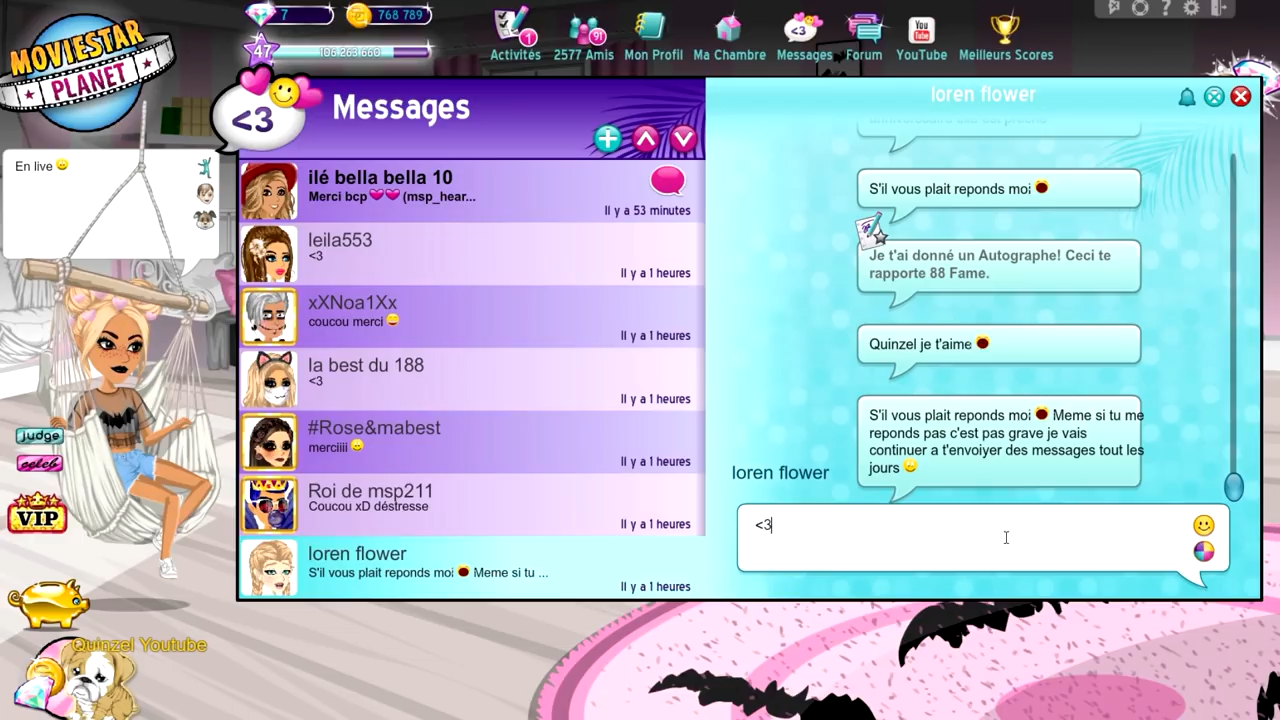 MOVIESTAR
PLANET
7
768 789
47
106 263 660
1
Activités
91
2577 Amis
Mon Profil
Ma Chambre
<3
Messages
Forum
You
Tube
YouTube
Meilleurs Scores
En live
judge
celeb
VIP
Quinzel Youtube
<3
Messages
ilé bella bella 10
Merci bcp (msp_hear...
Il y a 53 minutes
leila553
<3
Il y a 1 heures
xXNoa1Xx
coucou merci
Il y a 1 heures
la best du 188
<3
Il y a 1 heures
#Rose&mabest
merciiii
Il y a 1 heures
Roi de msp211
Coucou xD déstresse
Il y a 1 heures
loren flower
S'il vous plait reponds moi Meme si tu ...
Il y a 1 heures
loren flower
S'il vous plait reponds moi
Je t'ai donné un Autographe! Ceci te
rapporte 88 Fame.
Quinzel je t'aime
S'il vous plait reponds moi Meme si tu me
reponds pas c'est pas grave je vais
continuer a t'envoiyer des messages tout les
jours
loren flower
<3